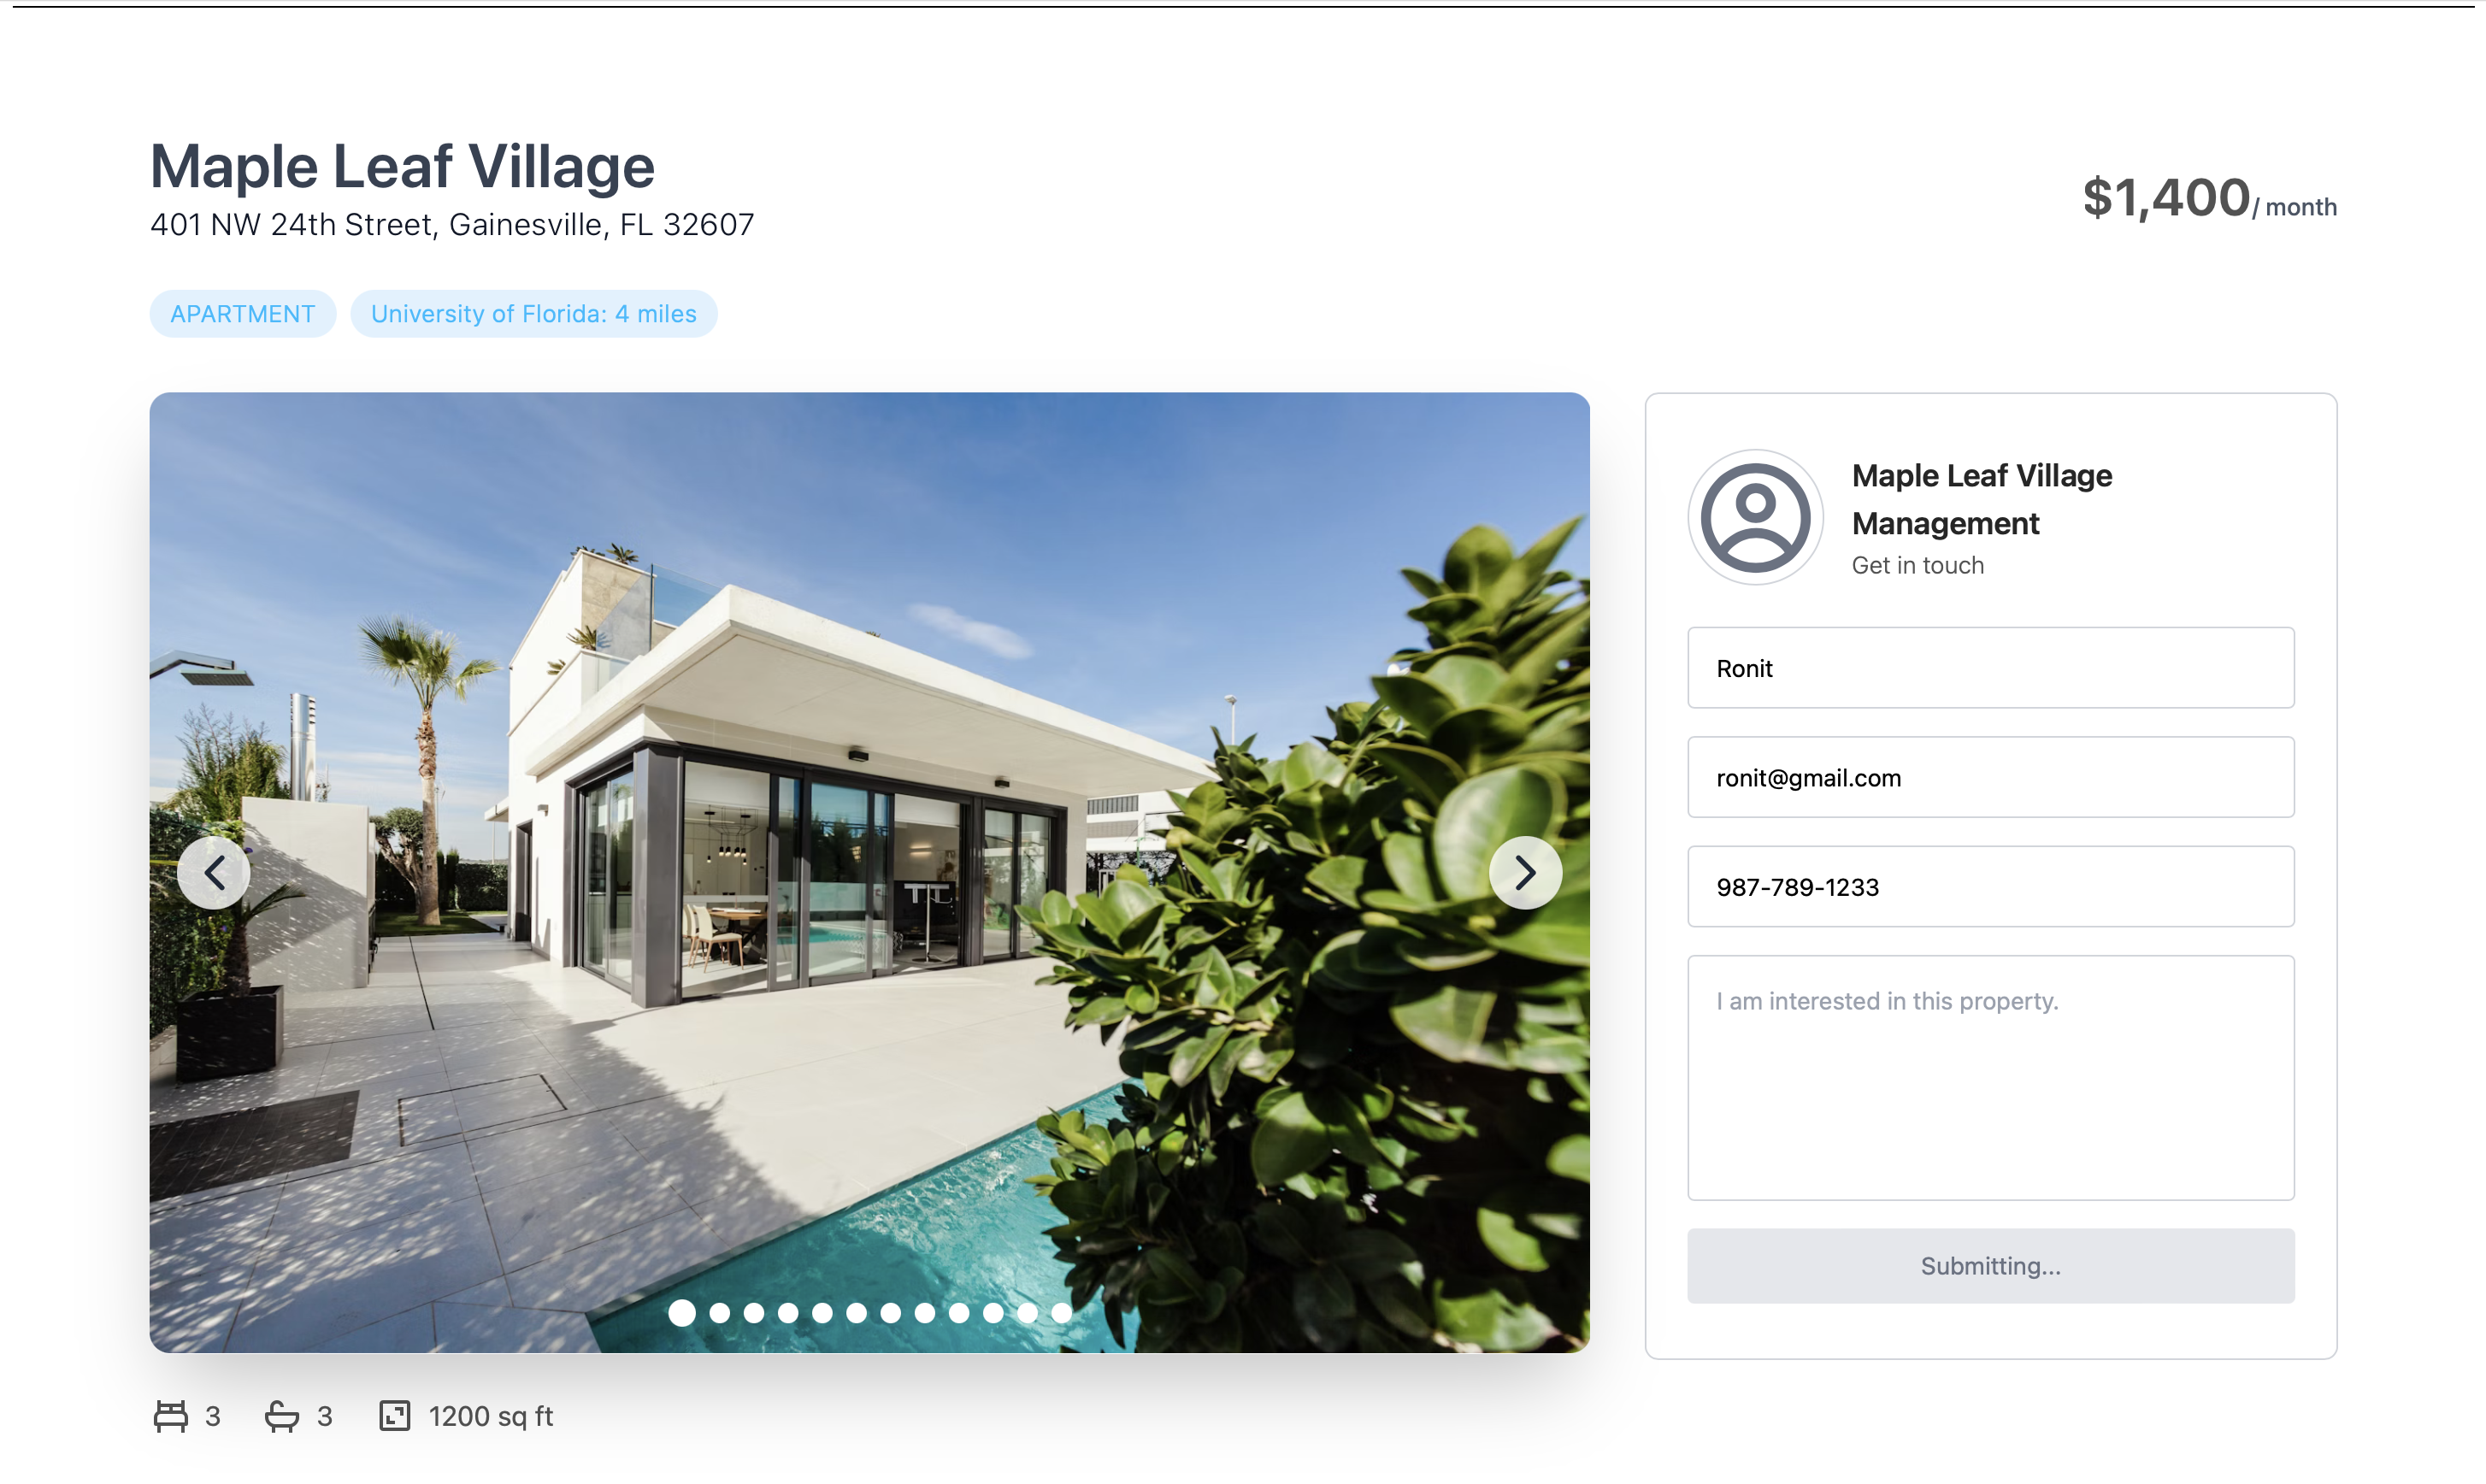 Maple Leaf Village
401 NW 24th Street, Gainesville, FL 32607
$1,400/ month
APARTMENT
University of Florida: 4 miles
Maple Leaf Village
Management
Get in touch
Ronit
ronit@gmail.com
987-789-1233
I am interested in this property.
Submitting...
3
3
1200 sq ft